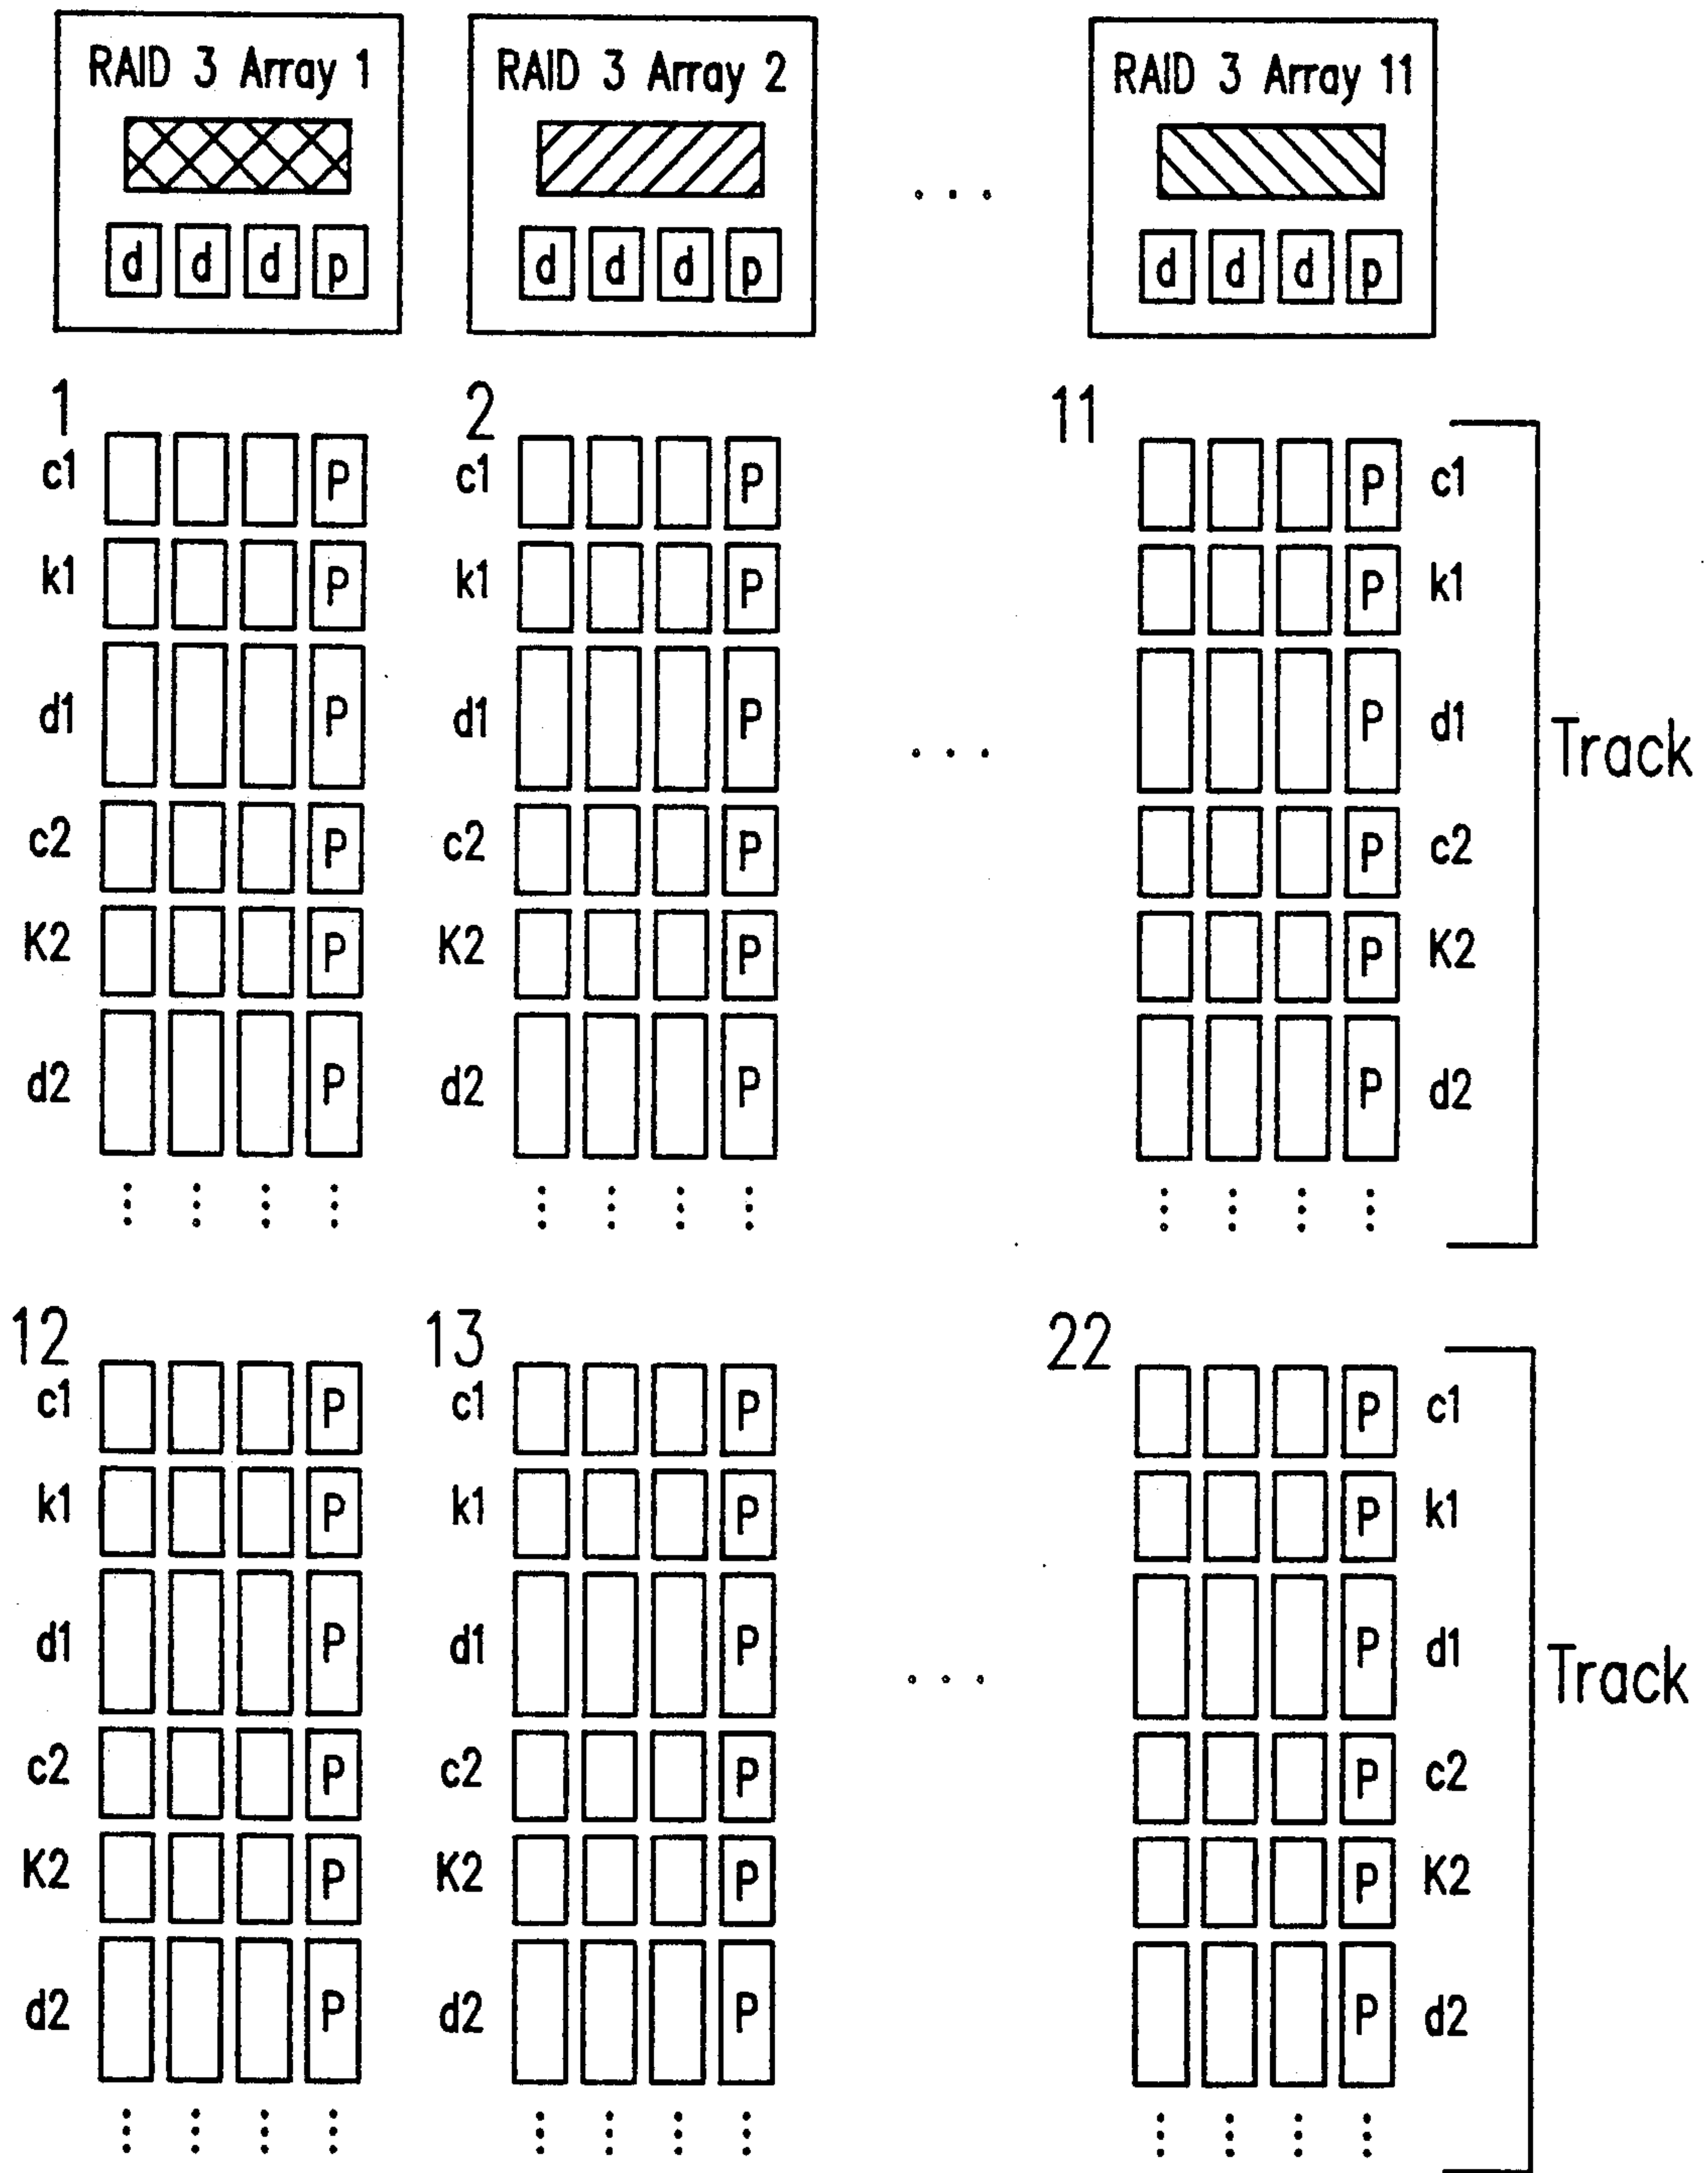 RAID 3 Array 1 RAID 3 Array 2 ... RAID 3 Array 11
d d d p d d d p d d d p
1 2 11
c1 P c1 P P c1
k1 P k1 P P k1
d1 P d1 P ... P d1
Track
c2 P c2 P P c2
K2 P K2 P P K2
d2 P d2 P P d2
12 13 22
c1 P c1 P P c1
k1 P k1 P P k1
d1 P d1 P ... P d1
Track
c2 P c2 P P c2
K2 P K2 P P K2
d2 P d2 P P d2